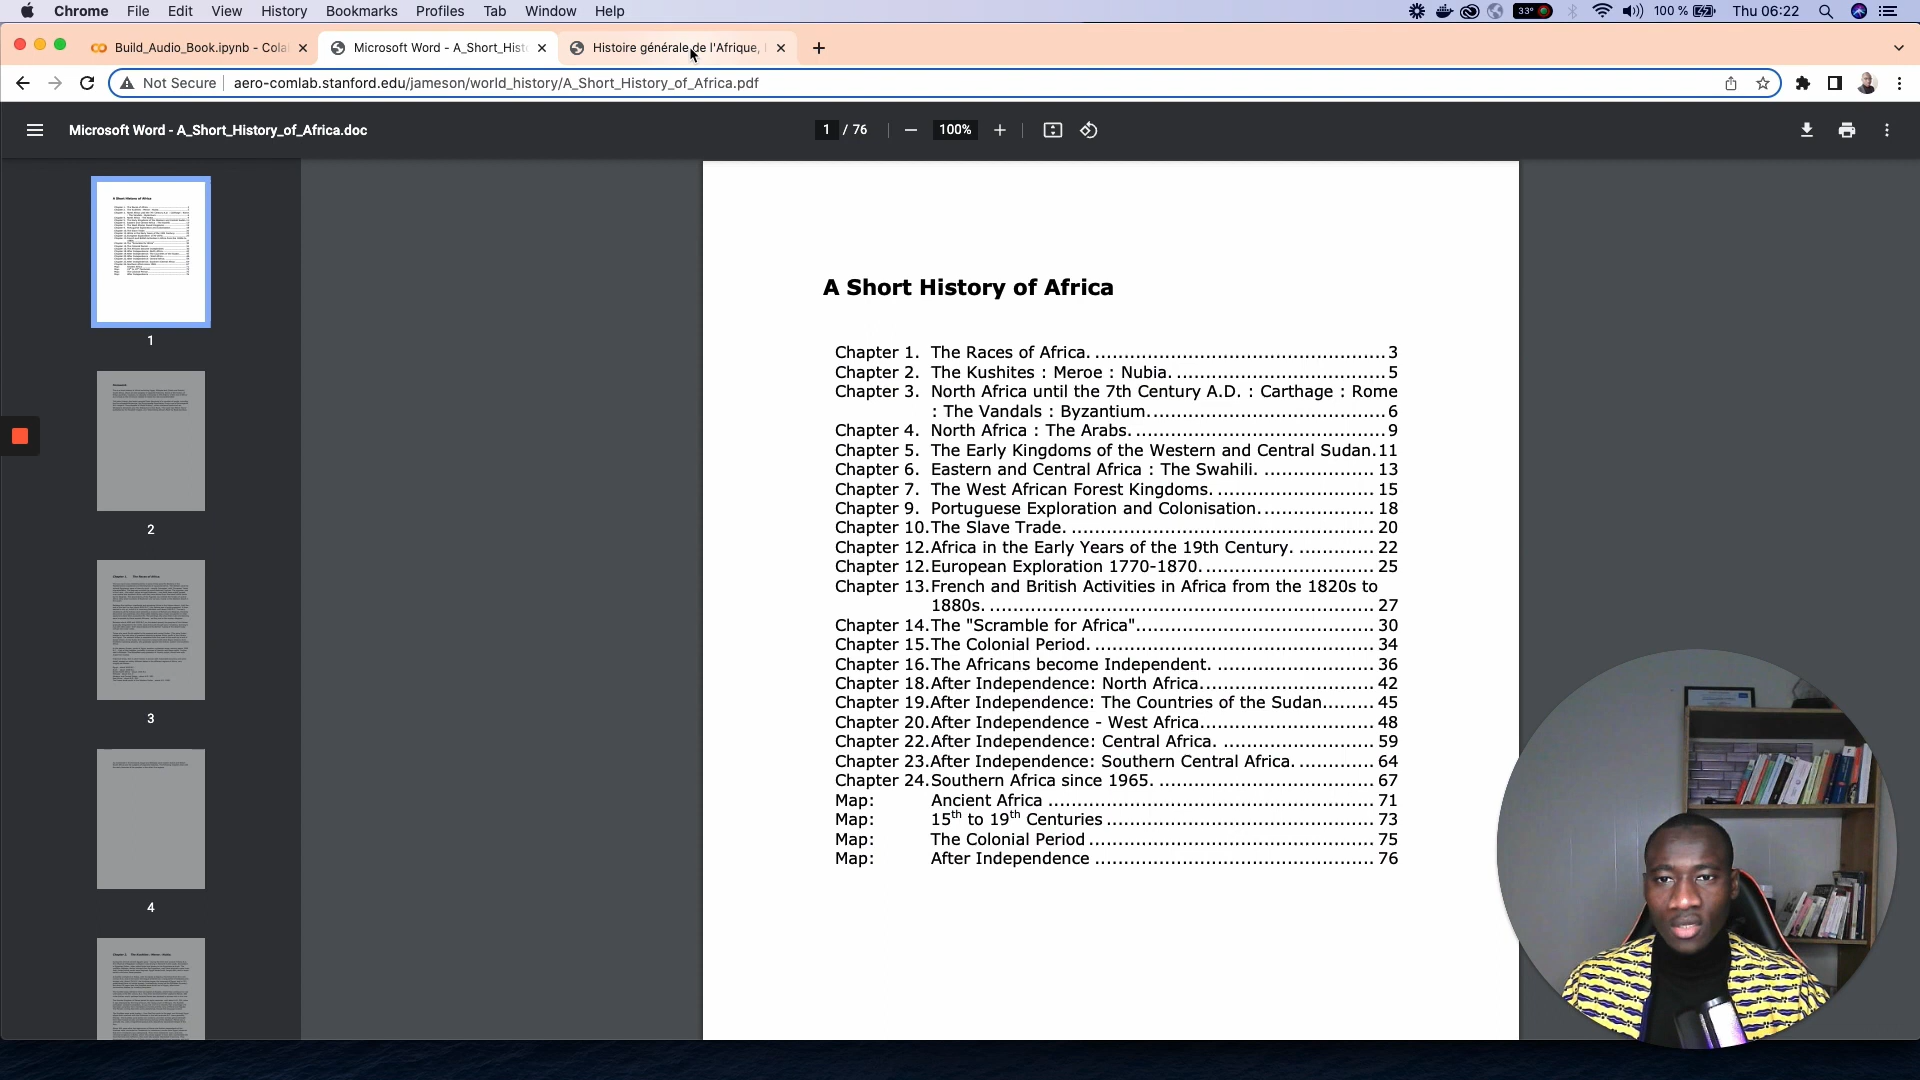 Chrome File Edit View History Bookmarks Profiles Tab Window Help 33° 100 % Thu 06:22
Build_Audio_Book.ipynb - Cola Microsoft Word - A_Short_Hist Histoire générale de l'Afrique,
Not Secure aero-comlab.stanford.edu/jameson/world_history/A_Short_History_of_Africa.pdf
Microsoft Word - A_Short_History_of_Africa.doc 1 / 76 100%
1
2
3
4
A Short History of Africa
Chapter 1. The Races of Africa. .................................................3
Chapter 2. The Kushites : Meroe : Nubia. ...................................5
Chapter 3. North Africa until the 7th Century A.D. : Carthage : Rome
: The Vandals : Byzantium.......................................6
Chapter 4. North Africa : The Arabs...........................................9
Chapter 5. The Early Kingdoms of the Western and Central Sudan.11
Chapter 6. Eastern and Central Africa : The Swahili. .................. 13
Chapter 7. The West African Forest Kingdoms. .......................... 15
Chapter 9. Portuguese Exploration and Colonisation................... 18
Chapter 10.The Slave Trade. ................................................... 20
Chapter 12.Africa in the Early Years of the 19th Century. ............ 22
Chapter 12.European Exploration 1770-1870............................. 25
Chapter 13.French and British Activities in Africa from the 1820s to
1880s. ................................................................. 27
Chapter 14.The "Scramble for Africa"........................................ 30
Chapter 15.The Colonial Period. ................................................ 34
Chapter 16.The Africans become Independent. .......................... 36
Chapter 18.After Independence: North Africa............................. 42
Chapter 19.After Independence: The Countries of the Sudan......... 45
Chapter 20.After Independence - West Africa............................. 48
Chapter 22.After Independence: Central Africa. ......................... 59
Chapter 23.After Independence: Southern Central Africa. ............. 64
Chapter 24.Southern Africa since 1965. ..................................... 67
Map: Ancient Africa ....................................................... 71
Map: 15th to 19th Centuries ............................................. 73
Map: The Colonial Period ................................................ 75
Map: After Independence ............................................... 76